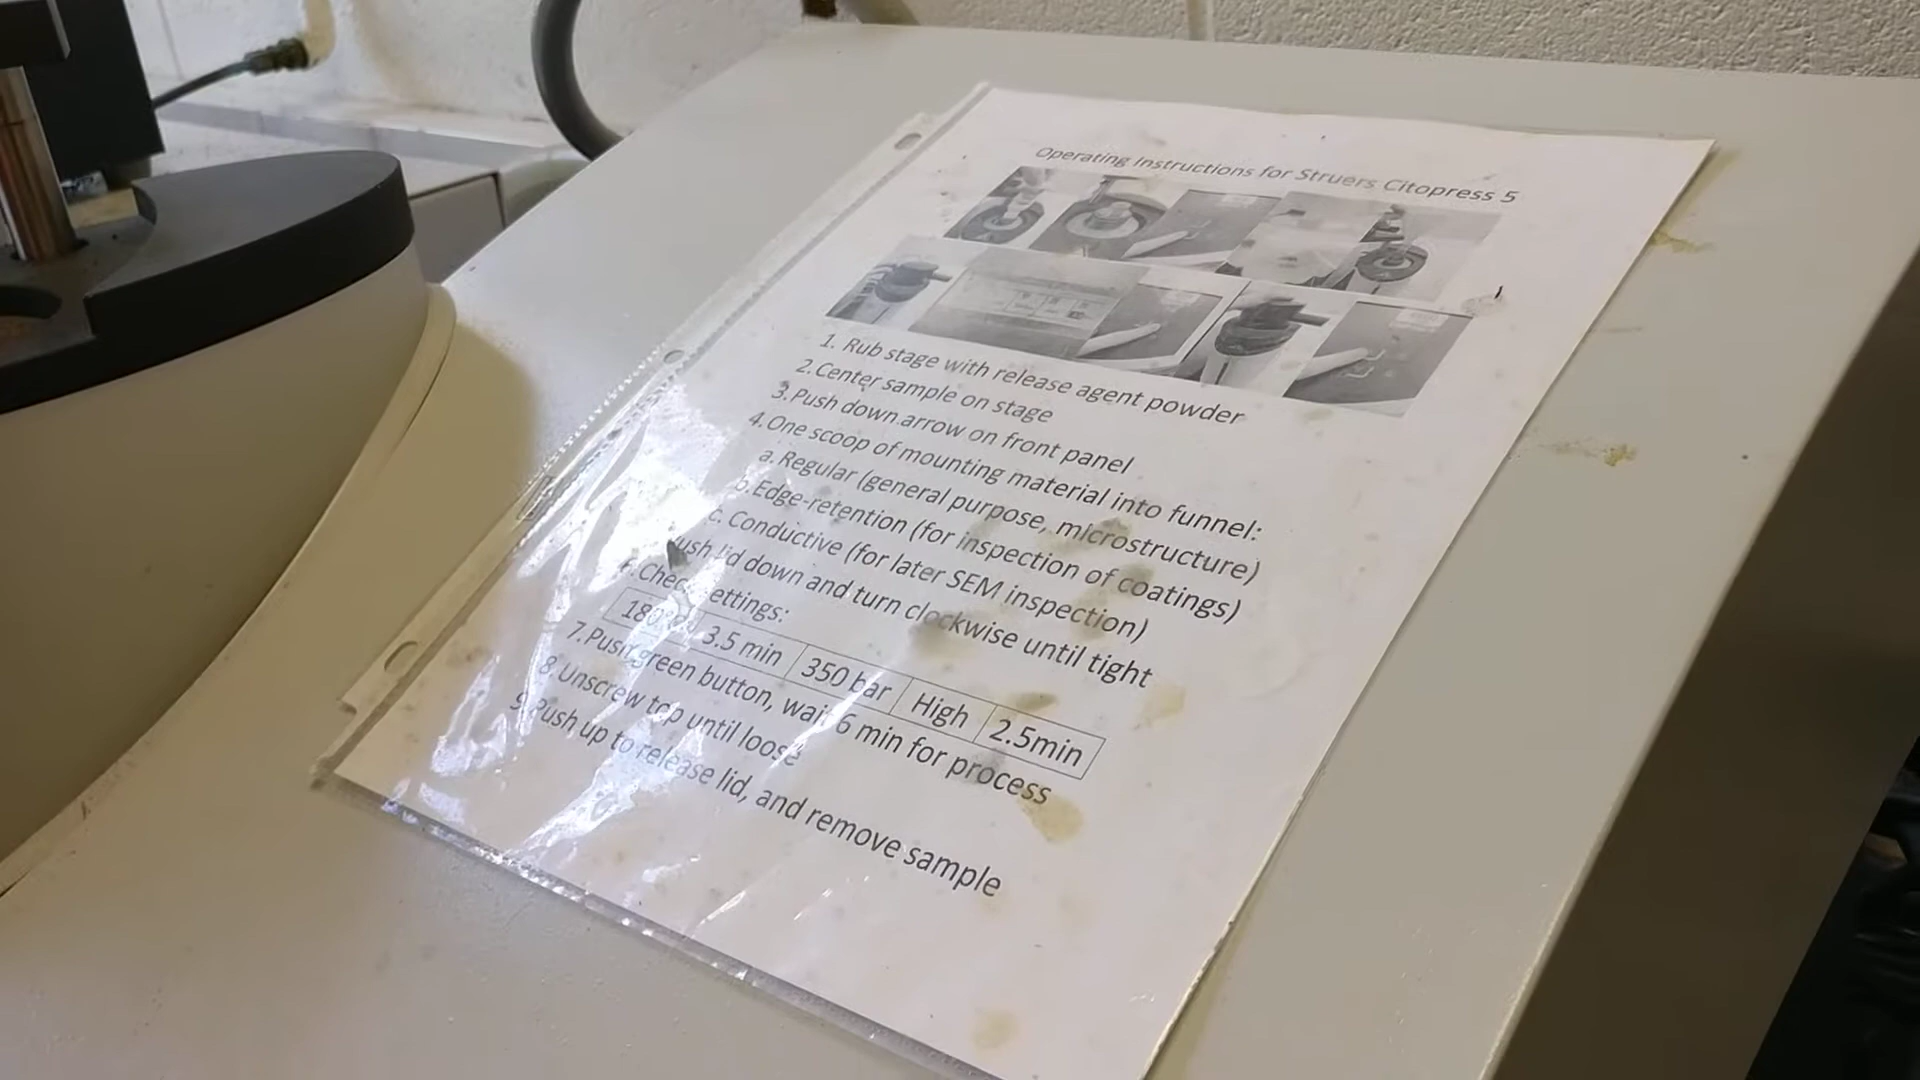 Operating Instructions for Struers Citopress 5
1. Rub stage with release agent powder
2. Center sample on stage
3. Push down arrow on front panel
4. One scoop of mounting material into funnel:
a. Regular (general purpose, microstructure)
b. Edge-retention (for inspection of coatings)
c. Conductive (for later SEM inspection)
lid down and turn clockwise until tight
Check settings:
3.5 min 350 bar High 2.5min
7. Push green button, wait 6 min for process
8. Unscrew top until loose
9. Push up to release lid, and remove sample